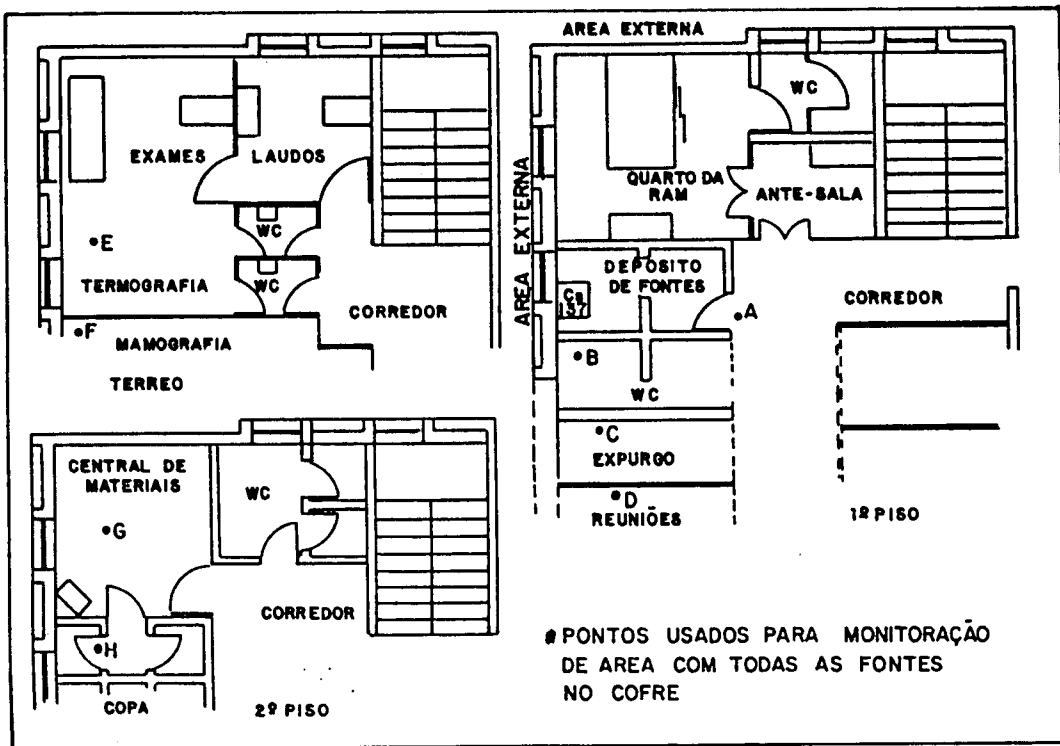 AREA EXTERNA
EXAMES
LAUDOS
WC
WC
•E
TERMOGRAFIA
•F
MAMOGRAFIA
CORREDOR
TERREO
AREA EXTERNA
WC
QUARTO DA
RAM
ANTE-SALA
DEPOSITO
DE FONTES
Cs
137
•A
CORREDOR
•B
WC
•C
EXPURGO
•D
REUNIÕES
1º PISO
CENTRAL DE
MATERIAIS
WC
•G
CORREDOR
•H
COPA
2º PISO
• PONTOS USADOS PARA MONITORAÇÃO
DE AREA COM TODAS AS FONTES
NO COFRE